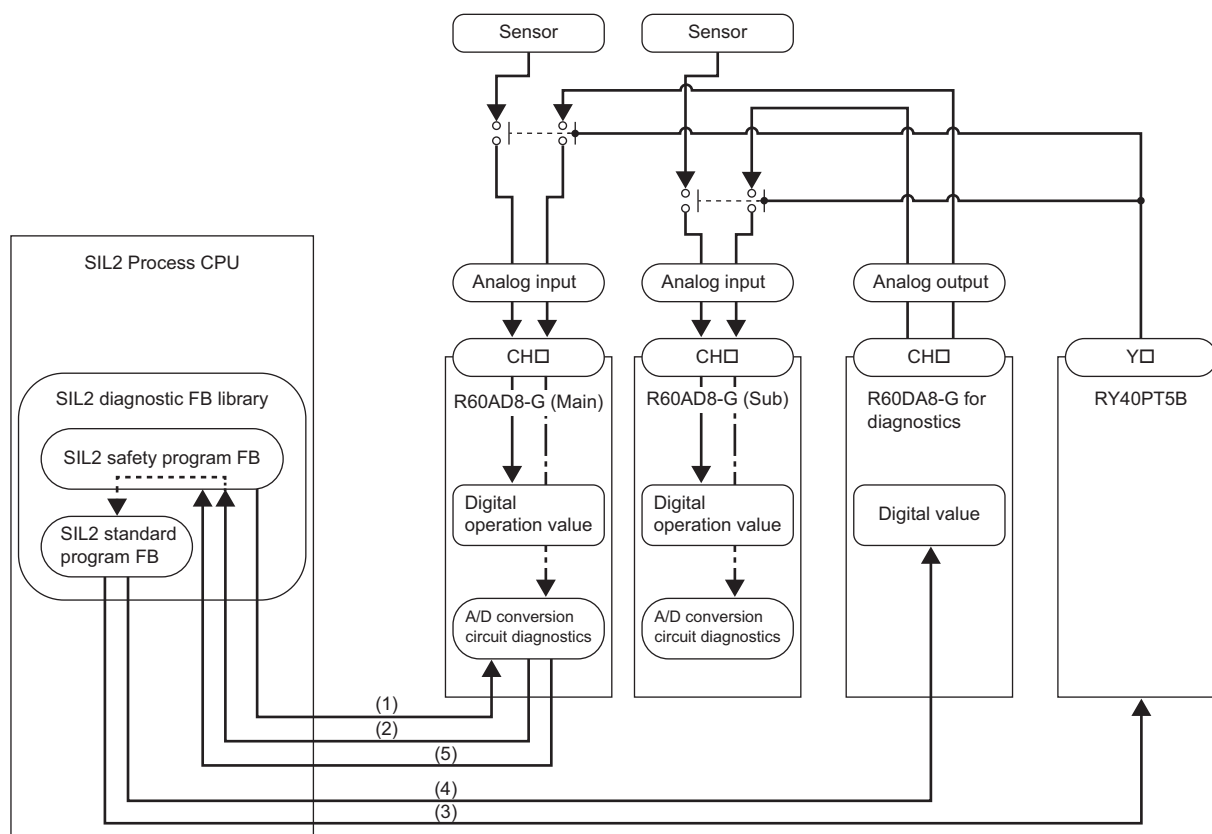 Sensor
Sensor
SIL2 Process CPU
Analog input
Analog input
Analog output
CH□
CH□
CH□
Y□
R60AD8-G (Main)
R60AD8-G (Sub)
R60DA8-G for
diagnostics
RY40PT5B
SIL2 diagnostic FB library
SIL2 safety program FB
SIL2 standard
program FB
Digital
operation value
Digital
operation value
Digital value
A/D conversion
circuit diagnostics
A/D conversion
circuit diagnostics
(1)
(2)
(5)
(4)
(3)